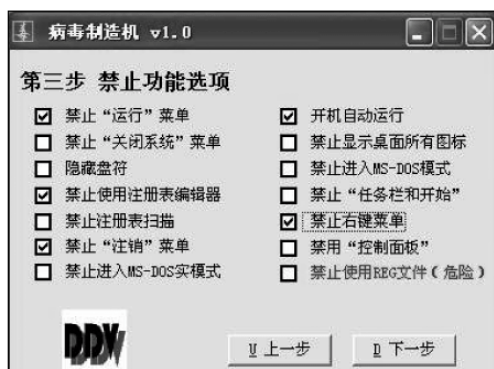 病毒制造机 v1.0
第三步 禁止功能选项
禁止“运行”菜单
禁止“关闭系统”菜单
隐藏盘符
禁止使用注册表编辑器
禁止注册表扫描
禁止“注销”菜单
禁止进入MS-DOS实模式
开机自动运行
禁止显示桌面所有图标
禁止进入MS-DOS模式
禁止“任务栏和开始”
禁止右键菜单
禁用“控制面板”
禁止使用REG文件(危险)
DDV
U 上一步
D 下一步